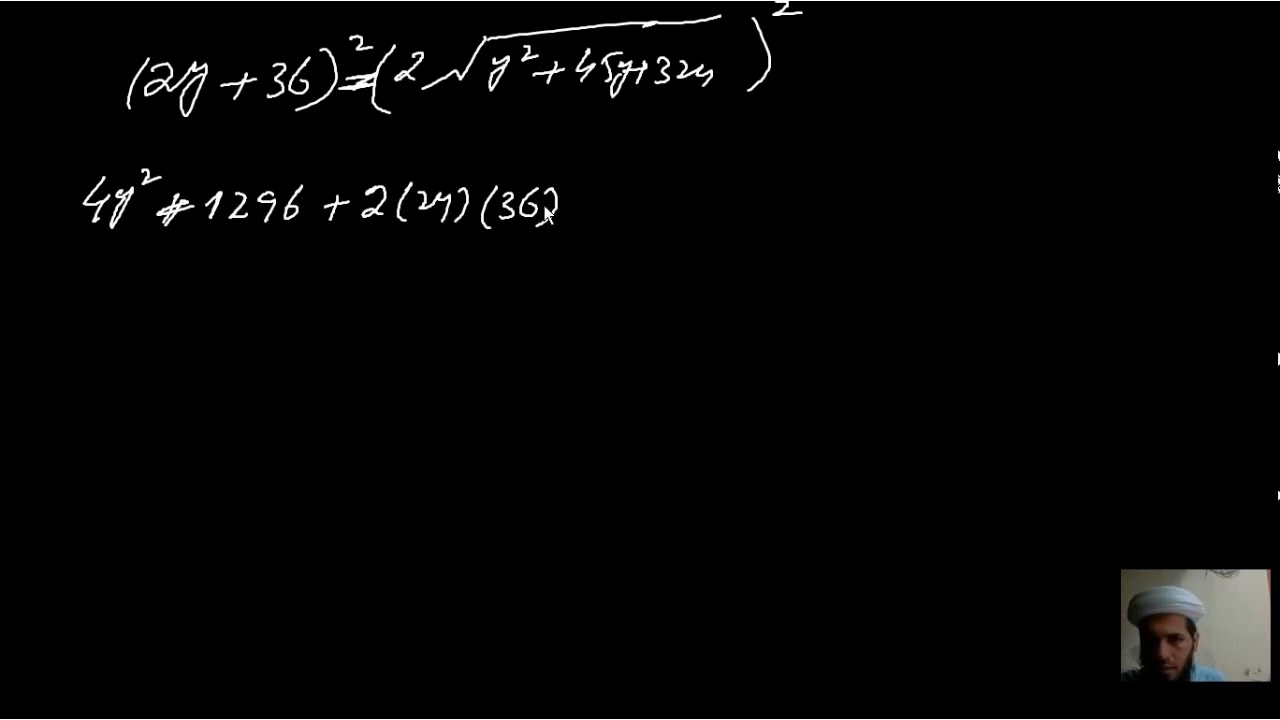 (2y + 36)² = (2 √(y² + 45y + 324))²
4y² + 1296 + 2(2y)(36)